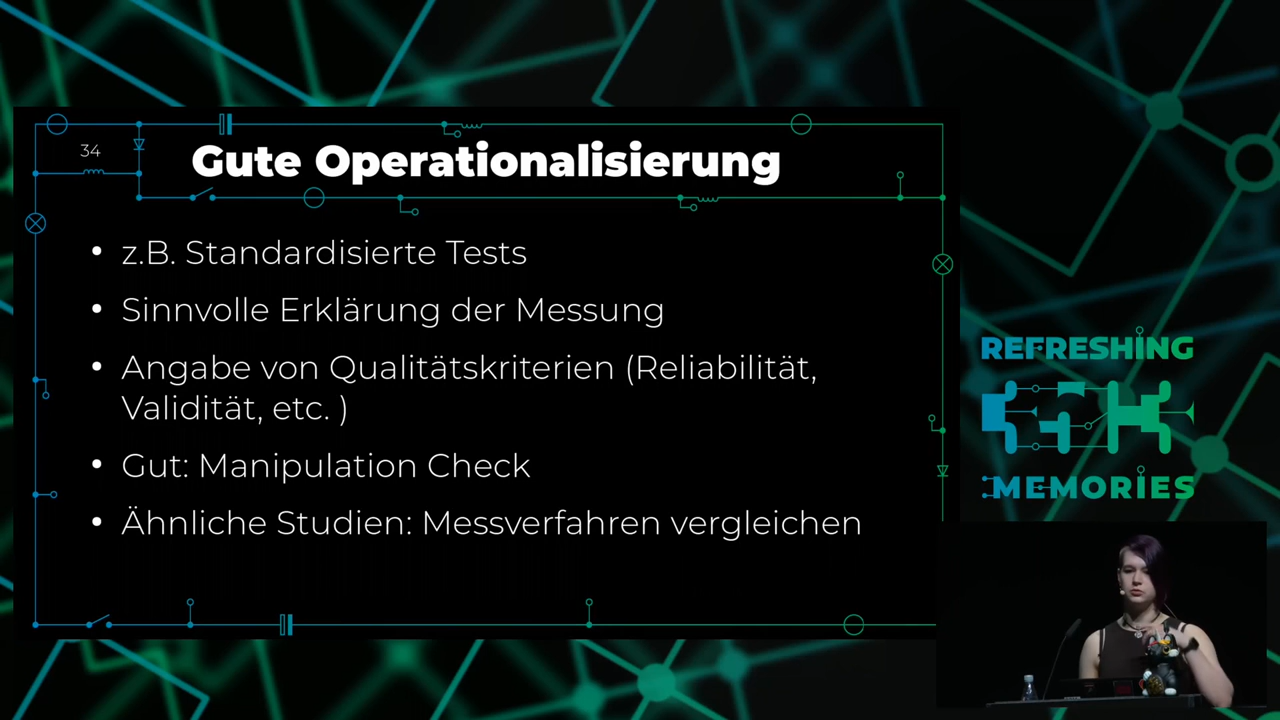 34
Gute Operationalisierung
• z.B. Standardisierte Tests
• Sinnvolle Erklärung der Messung
• Angabe von Qualitätskriterien (Reliabilität,
Validität, etc. )
• Gut: Manipulation Check
• Ähnliche Studien: Messverfahren vergleichen
REFRESHING
MEMORIES